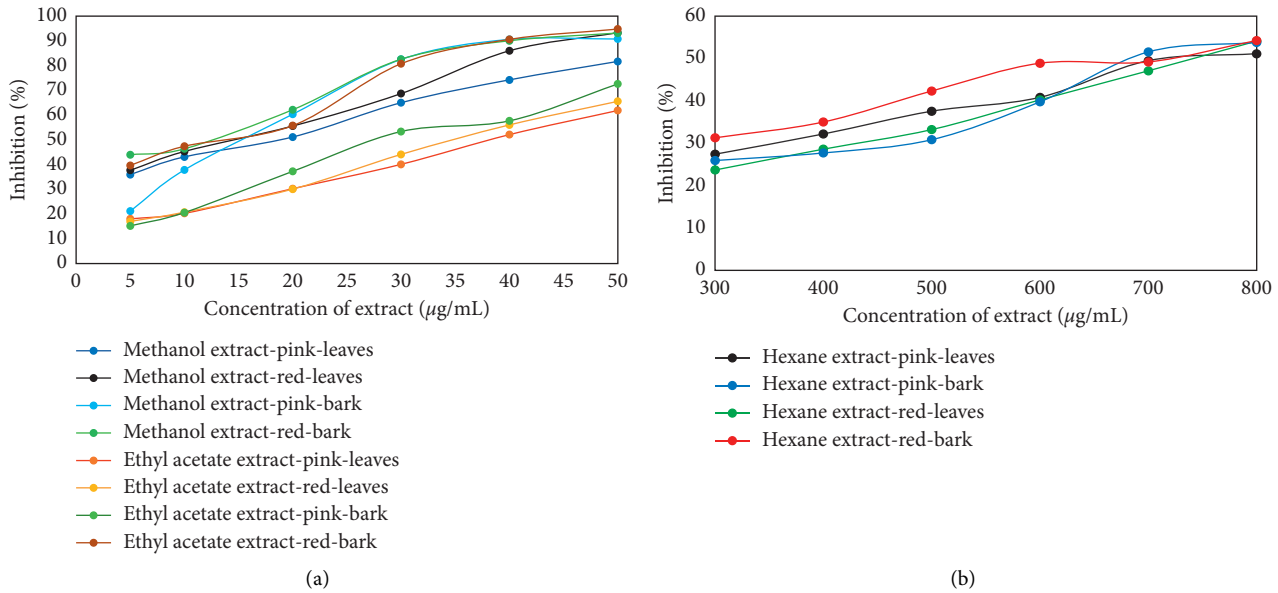 100
90
80
70
60
50
40
30
20
10
0
Inhibition (%)
0 5 10 15 20 25 30 35 40 45 50
Concentration of extract (µg/mL)
Methanol extract-pink-leaves
Methanol extract-red-leaves
Methanol extract-pink-bark
Methanol extract-red-bark
Ethyl acetate extract-pink-leaves
Ethyl acetate extract-red-leaves
Ethyl acetate extract-pink-bark
Ethyl acetate extract-red-bark
(a)
60
50
40
30
20
10
0
Inhibition (%)
300 400 500 600 700 800
Concentration of extract (µg/mL)
Hexane extract-pink-leaves
Hexane extract-pink-bark
Hexane extract-red-leaves
Hexane extract-red-bark
(b)